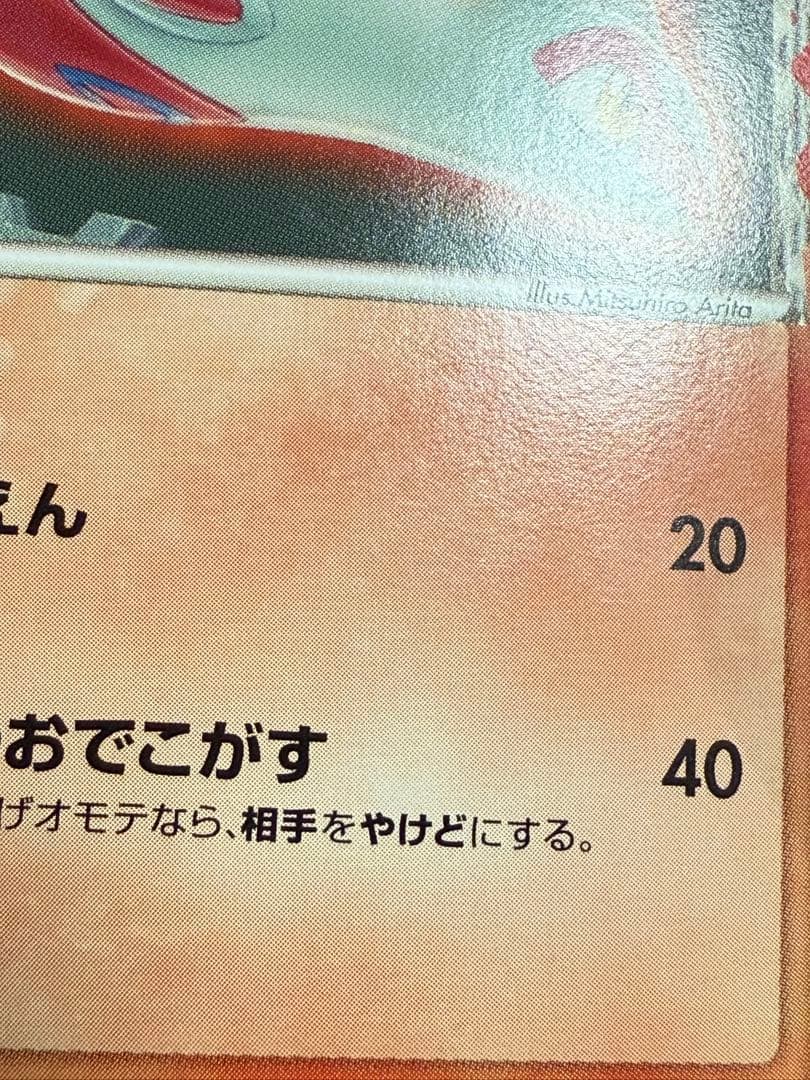 Illus. Mitsuhiro Arita
えん 20
おでこがす 40
げオモテなら、相手をやけどにする。